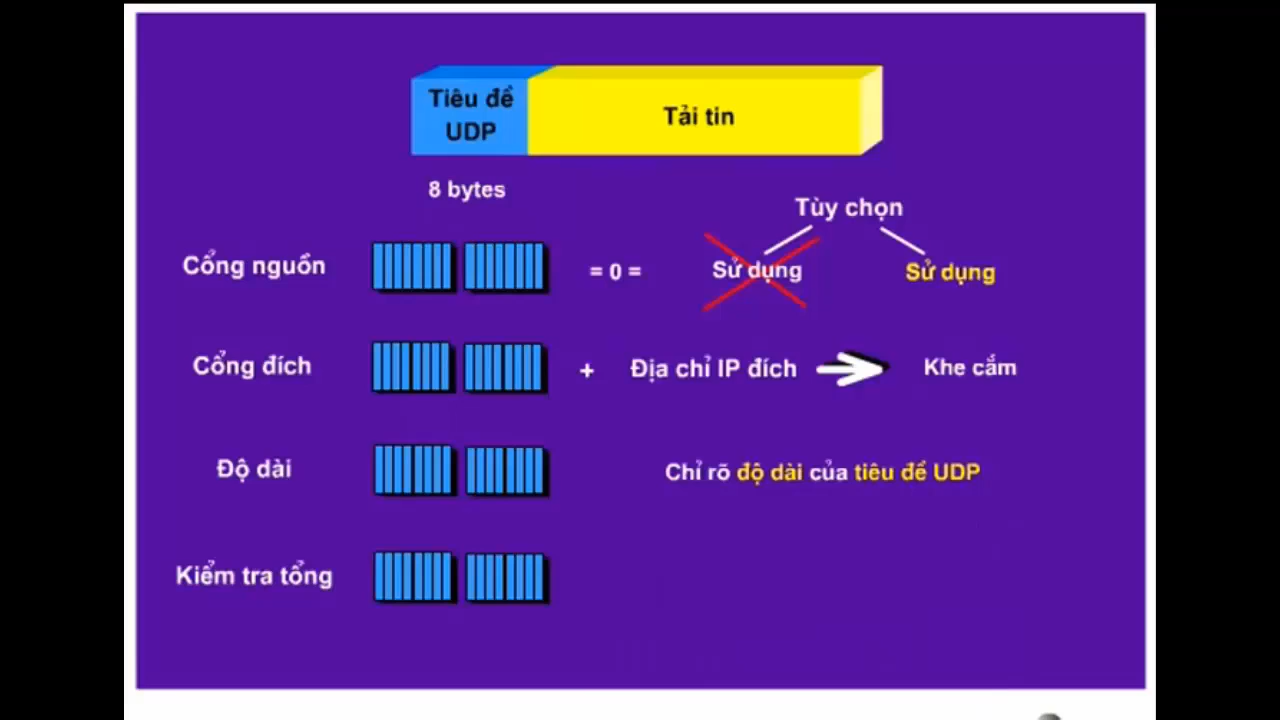 Tiêu đề
UDP
Tải tin
8 bytes
Tùy chọn
Cổng nguồn
= 0 =
Sử dụng
Sử dụng
Cổng đích
+
Địa chỉ IP đích
Khe cắm
Độ dài
Chỉ rõ độ dài của tiêu đề UDP
Kiểm tra tổng